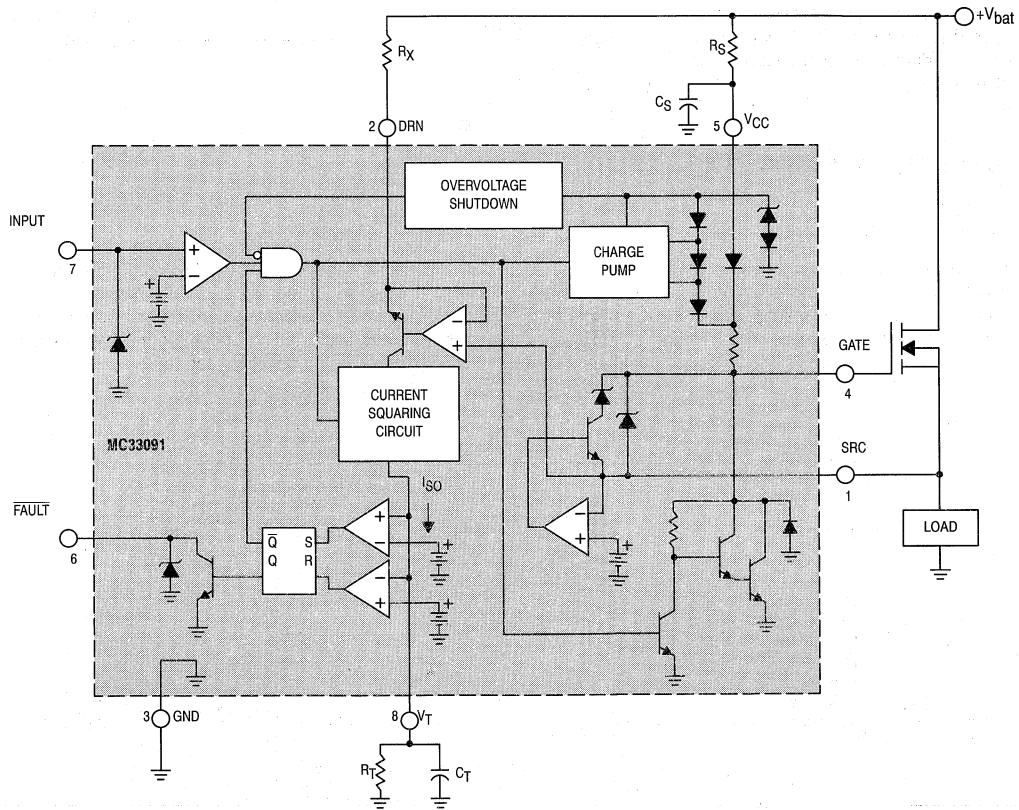 +Vbat
RX
RS
CS
2 DRN
5 VCC
OVERVOLTAGE
SHUTDOWN
INPUT
7
+
−
+
CHARGE
PUMP
−
+
GATE
4
CURRENT
SQUARING
CIRCUIT
MC33091
SRC
1
ISO
FAULT
6
+
−
+
−
+
+
Q S
Q R
−
+
+
LOAD
3 GND
8 VT
RT
CT